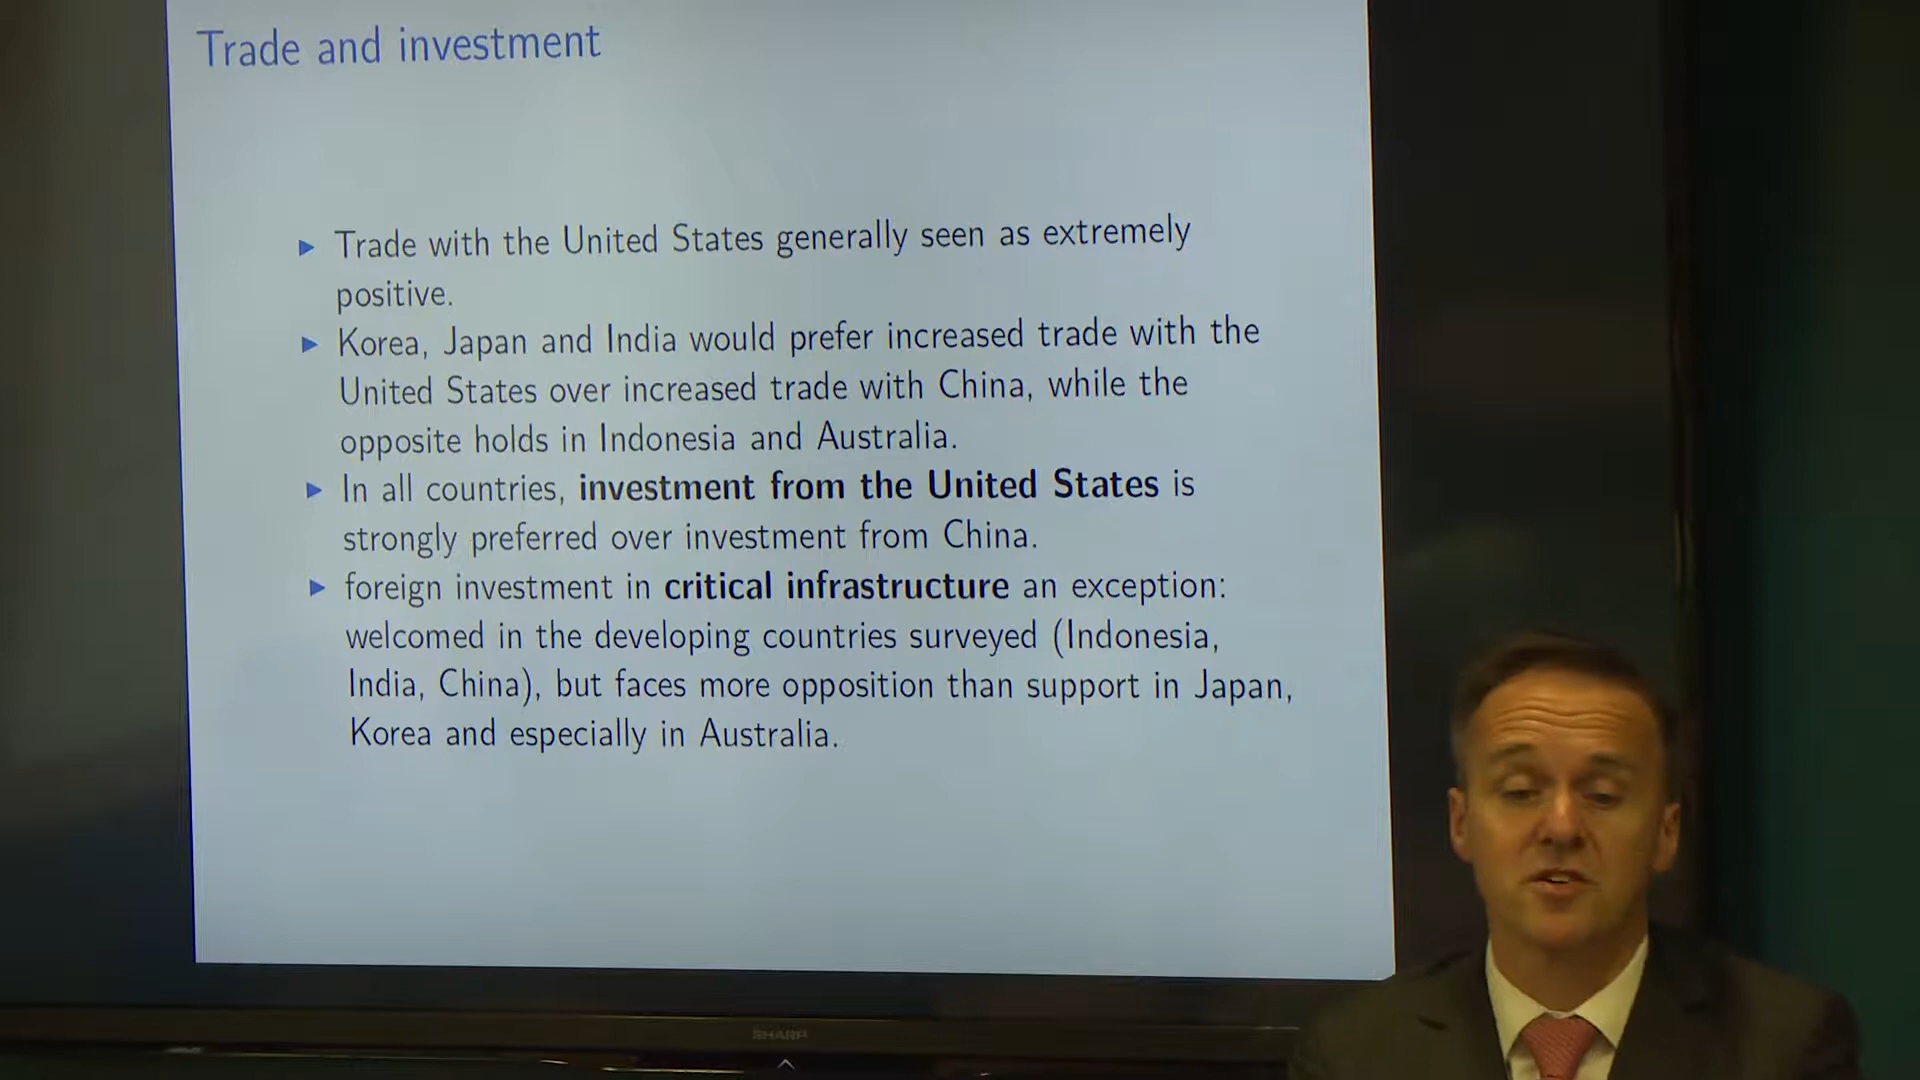 Trade and investment
▶ Trade with the United States generally seen as extremely
positive.
▶ Korea, Japan and India would prefer increased trade with the
United States over increased trade with China, while the
opposite holds in Indonesia and Australia.
▶ In all countries, investment from the United States is
strongly preferred over investment from China.
▶ foreign investment in critical infrastructure an exception:
welcomed in the developing countries surveyed (Indonesia,
India, China), but faces more opposition than support in Japan,
Korea and especially in Australia.
SHARP